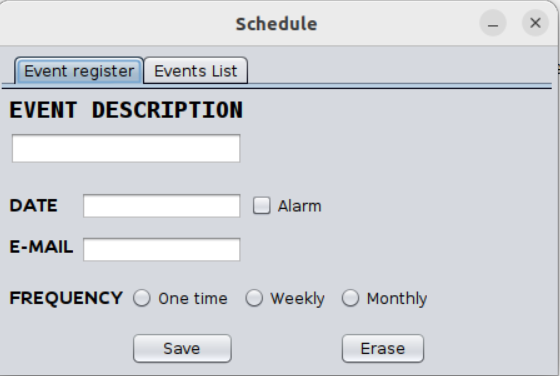 Schedule
Event register Events List
EVENT DESCRIPTION
DATE Alarm
E-MAIL
FREQUENCY One time Weekly Monthly
Save Erase